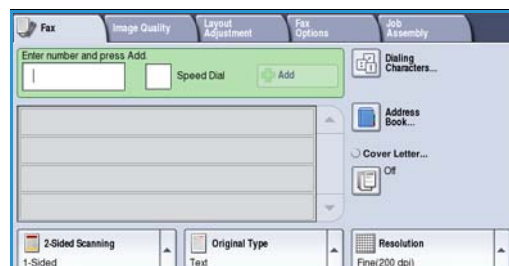 Fax
Image Quality
Layout
Adjustment
Fax
Options
Job
Assembly
Enter number and press Add.
Speed Dial
Add
Dialing
Characters...
Address
Book...
Cover Letter...
Off
2-Sided Scanning
1-Sided
Original Type
Text
Resolution
Fine(200 dpi)